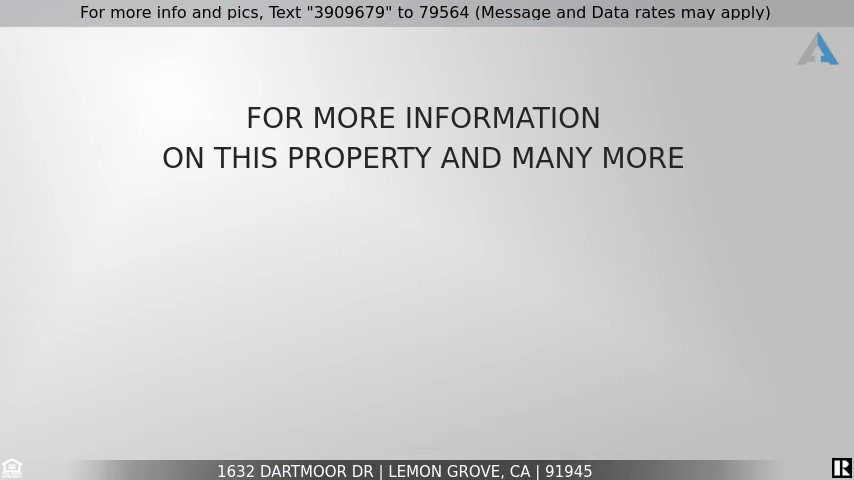 For more info and pics, Text "3909679" to 79564 (Message and Data rates may apply)
FOR MORE INFORMATION
ON THIS PROPERTY AND MANY MORE
1632 DARTMOOR DR | LEMON GROVE, CA | 91945